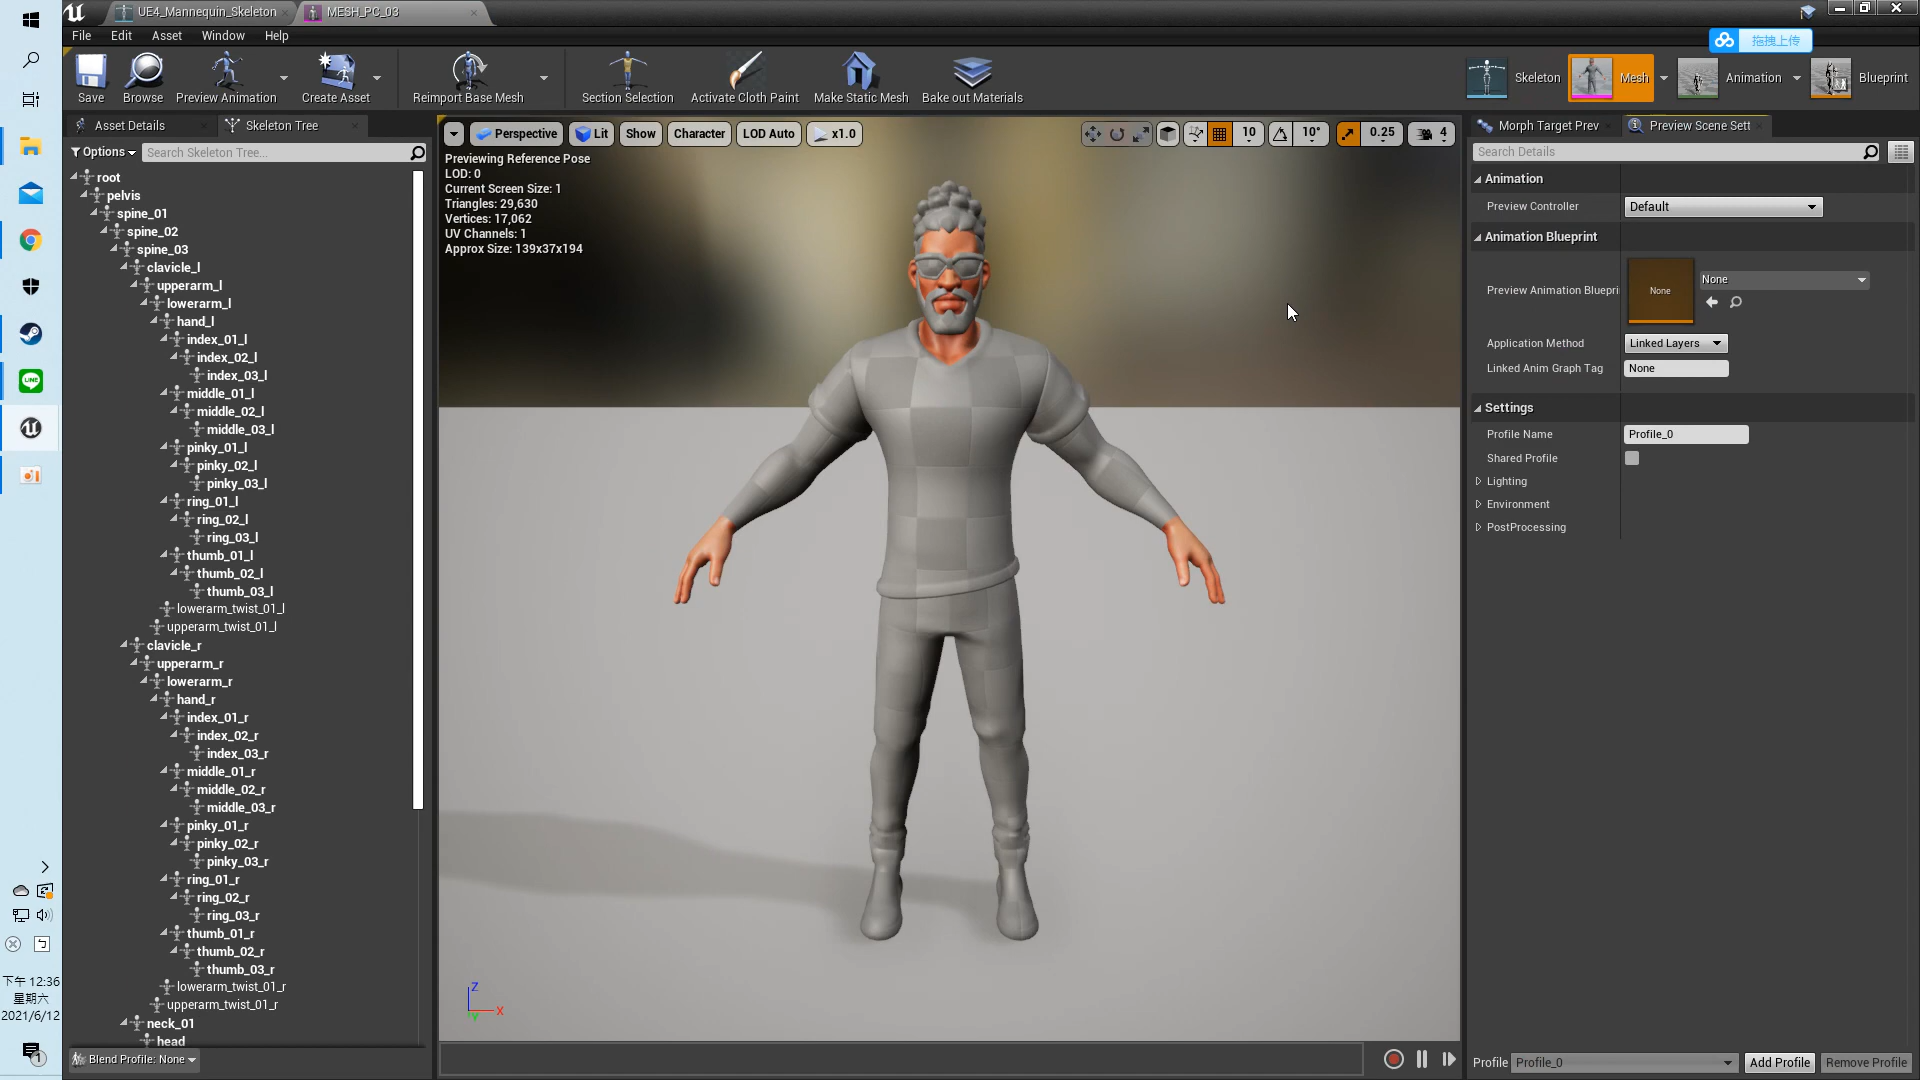 UE4_Mannequin_Skeleton
MESH_PC_03
File Edit Asset Window Help
拖拽上传
Save
Browse
Preview Animation
Create Asset
Reimport Base Mesh
Section Selection
Activate Cloth Paint
Make Static Mesh
Bake out Materials
Skeleton
Mesh
Animation
Blueprint
Asset Details
Skeleton Tree
Options
Search Skeleton Tree...
root
pelvis
spine_01
spine_02
spine_03
clavicle_l
upperarm_l
lowerarm_l
hand_l
index_01_l
index_02_l
index_03_l
middle_01_l
middle_02_l
middle_03_l
pinky_01_l
pinky_02_l
pinky_03_l
ring_01_l
ring_02_l
ring_03_l
thumb_01_l
thumb_02_l
thumb_03_l
lowerarm_twist_01_l
upperarm_twist_01_l
clavicle_r
upperarm_r
lowerarm_r
hand_r
index_01_r
index_02_r
index_03_r
middle_01_r
middle_02_r
middle_03_r
pinky_01_r
pinky_02_r
pinky_03_r
ring_01_r
ring_02_r
ring_03_r
thumb_01_r
thumb_02_r
thumb_03_r
lowerarm_twist_01_r
upperarm_twist_01_r
neck_01
head
Blend Profile: None
Perspective
Lit
Show
Character
LOD Auto
x1.0
10
10°
0.25
4
Previewing Reference Pose
LOD: 0
Current Screen Size: 1
Triangles: 29,630
Vertices: 17,062
UV Channels: 1
Approx Size: 139x37x194
Z
X
Y
Morph Target Prev
Preview Scene Sett
Search Details
Animation
Preview Controller
Default
Animation Blueprint
Preview Animation Bluepri
None
None
Application Method
Linked Layers
Linked Anim Graph Tag
None
Settings
Profile Name
Profile_0
Shared Profile
Lighting
Environment
PostProcessing
Profile
Profile_0
Add Profile
Remove Profile
LINE
下午 12:36
星期六
2021/6/12
1